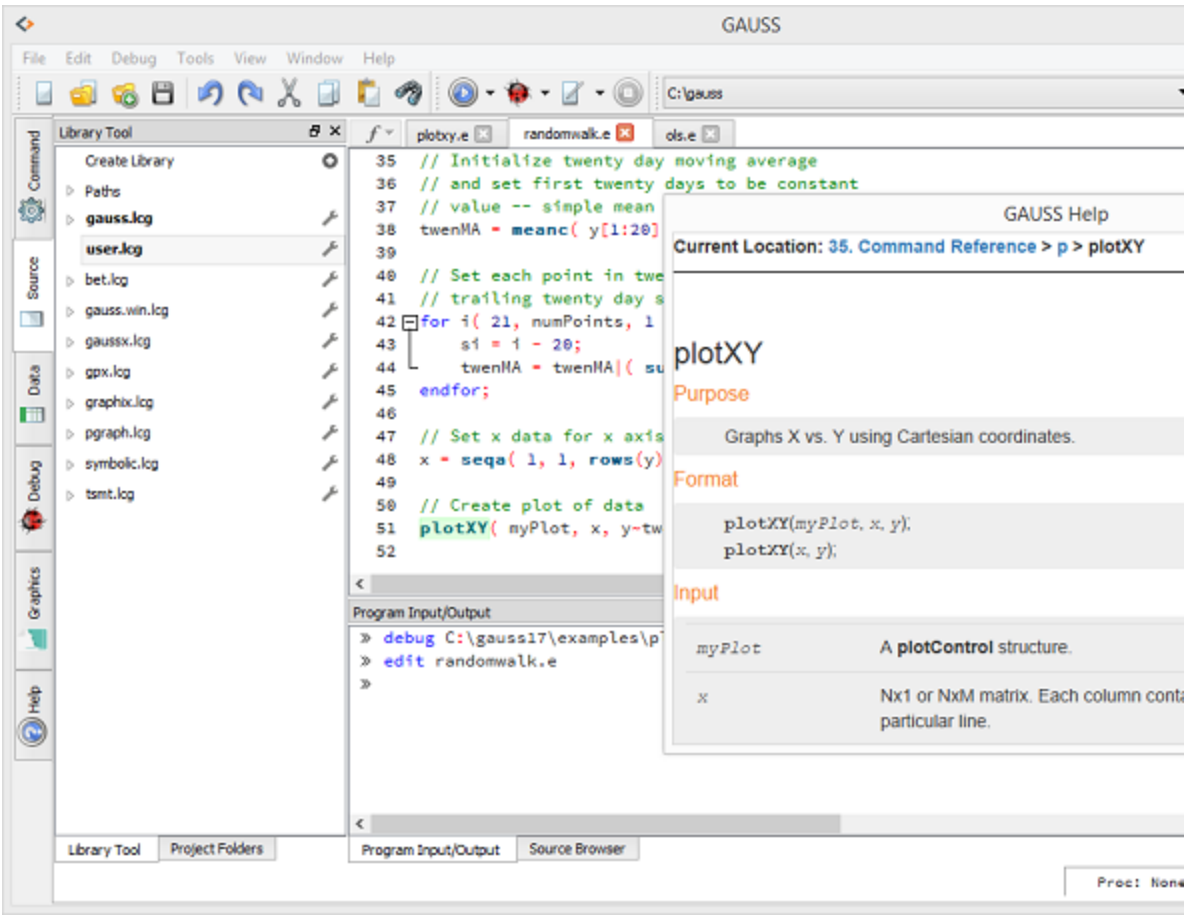 GAUSS
File Edit Debug Tools View Window Help
C:\gauss
Command
Source
Data
Debug
Graphics
Help
Library Tool
Create Library
Paths
gauss.lcg
user.lcg
bet.lcg
gauss.win.lcg
gaussx.lcg
gpx.lcg
graphix.lcg
pgraph.lcg
symbolic.lcg
tsmt.lcg
Library Tool Project Folders
f plotxy.e randomwalk.e ols.e
35 // Initialize twenty day moving average
36 // and set first twenty days to be constant
37 // value -- simple mean
38 twenMA = meanc( y[1:20]
39
40 // Set each point in twe
41 // trailing twenty day s
42 for i( 21, numPoints, 1
43 si = i - 20;
44 twenMA = twenMA|( su
45 endfor;
46
47 // Set x data for x axis
48 x = seqa( 1, 1, rows(y)
49
50 // Create plot of data
51 plotXY( myPlot, x, y~tw
52
Program Input/Output
» debug C:\gauss17\examples\pl
» edit randomwalk.e
»
Program Input/Output Source Browser
GAUSS Help
Current Location: 35. Command Reference > p > plotXY
plotXY
Purpose
Graphs X vs. Y using Cartesian coordinates.
Format
plotXY(myPlot, x, y);
plotXY(x, y);
Input
myPlot A plotControl structure.
x Nx1 or NxM matrix. Each column conta
particular line.
Proc: None